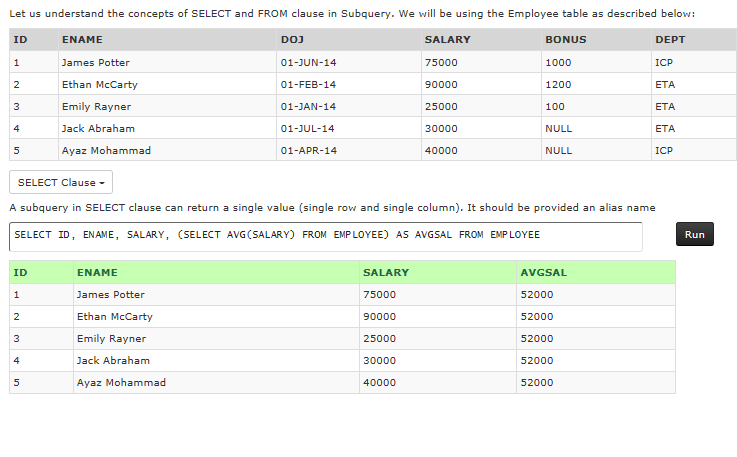 Let us understand the concepts of SELECT and FROM clause in Subquery. We will be using the Employee table as described below:
ID ENAME DOJ SALARY BONUS DEPT
1 James Potter 01-JUN-14 75000 1000 ICP
2 Ethan McCarty 01-FEB-14 90000 1200 ETA
3 Emily Rayner 01-JAN-14 25000 100 ETA
4 Jack Abraham 01-JUL-14 30000 NULL ETA
5 Ayaz Mohammad 01-APR-14 40000 NULL ICP
SELECT Clause
A subquery in SELECT clause can return a single value (single row and single column). It should be provided an alias name
SELECT ID, ENAME, SALARY, (SELECT AVG(SALARY) FROM EMPLOYEE) AS AVGSAL FROM EMPLOYEE Run
ID ENAME SALARY AVGSAL
1 James Potter 75000 52000
2 Ethan McCarty 90000 52000
3 Emily Rayner 25000 52000
4 Jack Abraham 30000 52000
5 Ayaz Mohammad 40000 52000